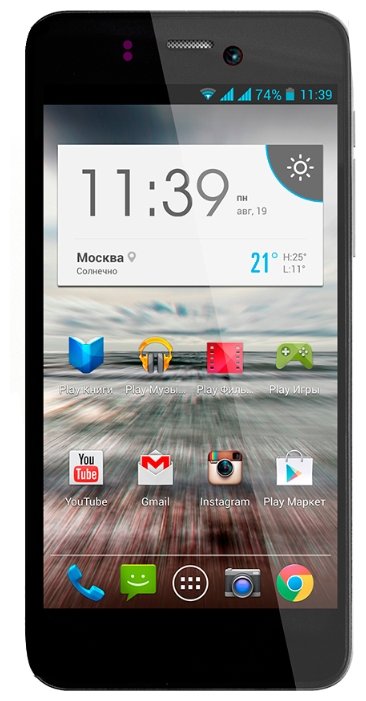 74% 11:39
11:39
пн
авг, 19
Москва
Солнечно
21° H:25°
L:11°
Play Книги Play Музы... Play Филь... Play Игры
You
Tube
YouTube Gmail Instagram Play Маркет